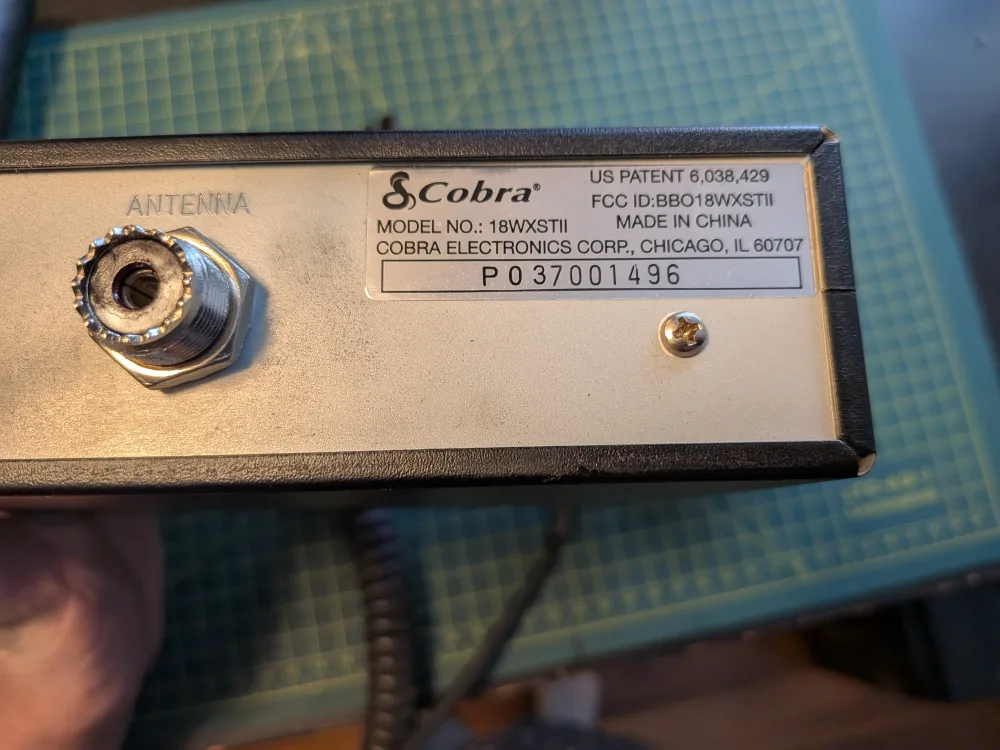 ANTENNA
Cobra®
US PATENT 6,038,429
FCC ID:BBO18WXSTII
MODEL NO.: 18WXSTII
MADE IN CHINA
COBRA ELECTRONICS CORP., CHICAGO, IL 60707
P037001496